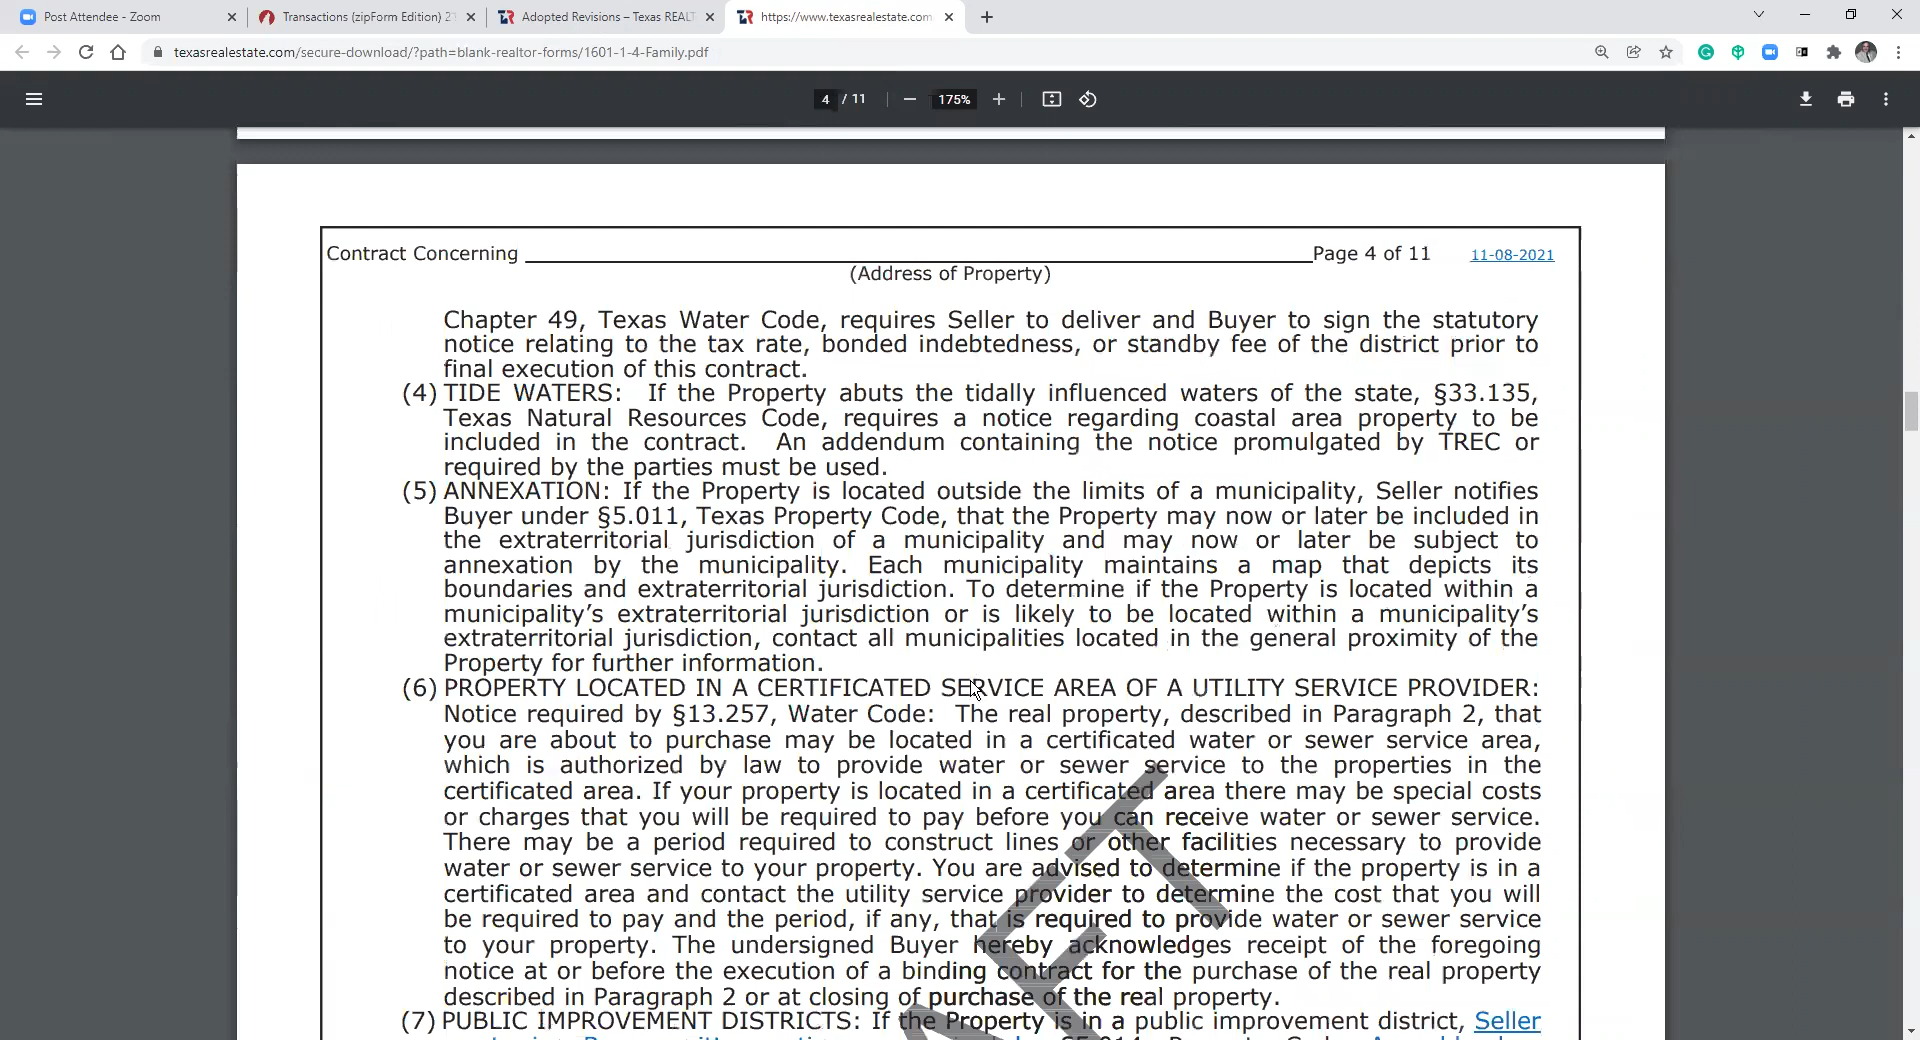 Post Attendee - Zoom
Transactions (zipForm Edition) 2
Adopted Revisions – Texas REALT
https://www.texasrealestate.com
texasrealestate.com/secure-download/?path=blank-realtor-forms/1601-1-4-Family.pdf
4 / 11
175%
Contract Concerning Page 4 of 11 11-08-2021
(Address of Property)
Chapter 49, Texas Water Code, requires Seller to deliver and Buyer to sign the statutory
notice relating to the tax rate, bonded indebtedness, or standby fee of the district prior to
final execution of this contract.
(4) TIDE WATERS: If the Property abuts the tidally influenced waters of the state, §33.135,
Texas Natural Resources Code, requires a notice regarding coastal area property to be
included in the contract. An addendum containing the notice promulgated by TREC or
required by the parties must be used.
(5) ANNEXATION: If the Property is located outside the limits of a municipality, Seller notifies
Buyer under §5.011, Texas Property Code, that the Property may now or later be included in
the extraterritorial jurisdiction of a municipality and may now or later be subject to
annexation by the municipality. Each municipality maintains a map that depicts its
boundaries and extraterritorial jurisdiction. To determine if the Property is located within a
municipality’s extraterritorial jurisdiction or is likely to be located within a municipality’s
extraterritorial jurisdiction, contact all municipalities located in the general proximity of the
Property for further information.
(6) PROPERTY LOCATED IN A CERTIFICATED SERVICE AREA OF A UTILITY SERVICE PROVIDER:
Notice required by §13.257, Water Code: The real property, described in Paragraph 2, that
you are about to purchase may be located in a certificated water or sewer service area,
which is authorized by law to provide water or sewer service to the properties in the
certificated area. If your property is located in a certificated area there may be special costs
or charges that you will be required to pay before you can receive water or sewer service.
There may be a period required to construct lines or other facilities necessary to provide
water or sewer service to your property. You are advised to determine if the property is in a
certificated area and contact the utility service provider to determine the cost that you will
be required to pay and the period, if any, that is required to provide water or sewer service
to your property. The undersigned Buyer hereby acknowledges receipt of the foregoing
notice at or before the execution of a binding contract for the purchase of the real property
described in Paragraph 2 or at closing of purchase of the real property.
(7) PUBLIC IMPROVEMENT DISTRICTS: If the Property is in a public improvement district, Seller